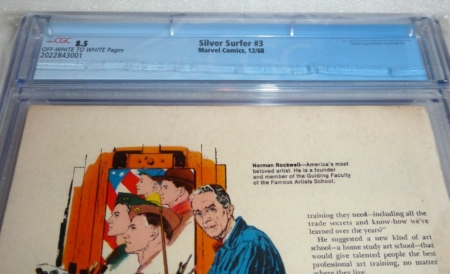 CGC 8.5
OFF-WHITE TO WHITE Pages
2022843001
Silver Surfer #3
Marvel Comics, 12/68
Norman Rockwell—America's most
beloved artist. He is a founder
and member of the Guiding Faculty
of the Famous Artists School.
training they need—including all the
trade secrets and know-how we've
learned over the years?"
He suggested a new kind of art
school—a home study art school—that
would give talented people the best
professional art training, no matter
where they live.